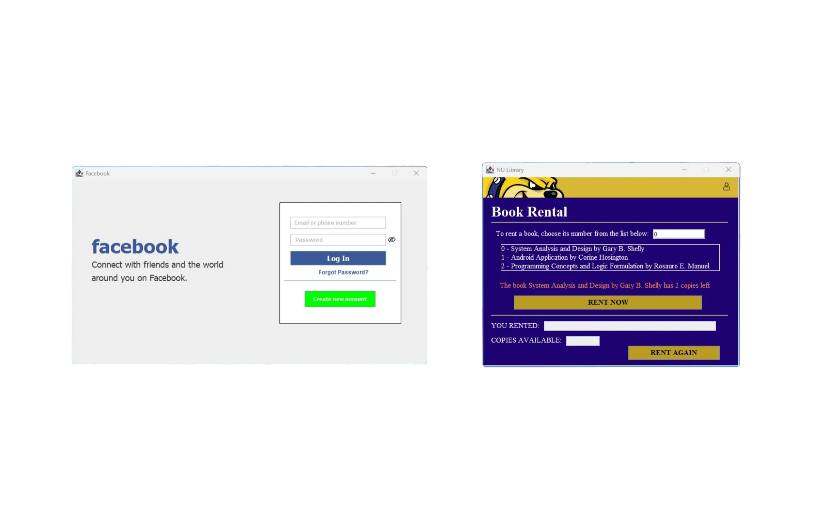 Facebook
facebook
Connect with friends and the world
around you on Facebook.
Email or phone number
Password
Log In
Forgot Password?
Create new account
NU Library
Book Rental
To rent a book, choose its number from the list below: 0
0 - System Analysis and Design by Gary B. Shelly
1 - Android Application by Corine Hosington
2 - Programming Concepts and Logic Formulation by Rosauro E. Manuel
The book System Analysis and Design by Gary B. Shelly has 2 copies left
RENT NOW
YOU RENTED:
COPIES AVAILABLE:
RENT AGAIN